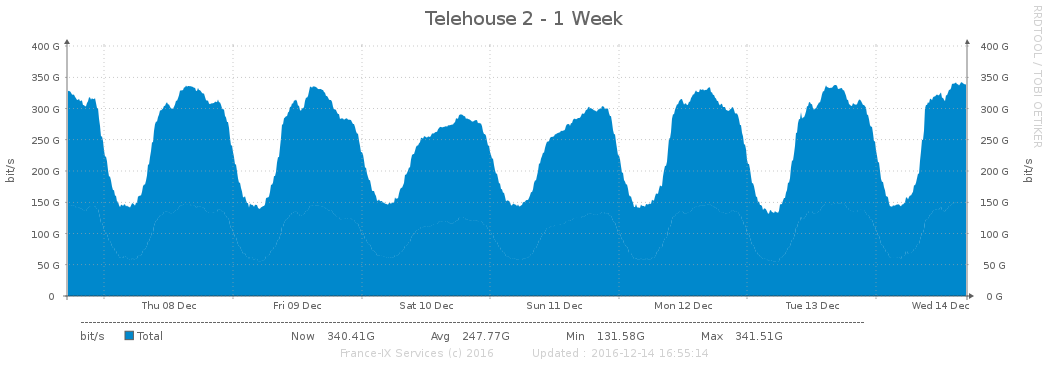 Telehouse 2 - 1 Week
RRDTOOL / TOBI OETIKER
400 G 400 G
350 G 350 G
300 G 300 G
250 G 250 G
200 G 200 G
150 G 150 G
100 G 100 G
50 G 50 G
0 0 G
bit/s bit/s
Thu 08 Dec Fri 09 Dec Sat 10 Dec Sun 11 Dec Mon 12 Dec Tue 13 Dec Wed 14 Dec
bit/s Total Now 340.41G Avg 247.77G Min 131.58G Max 341.51G
France-IX Services (c) 2016 Updated : 2016-12-14 16:55:14